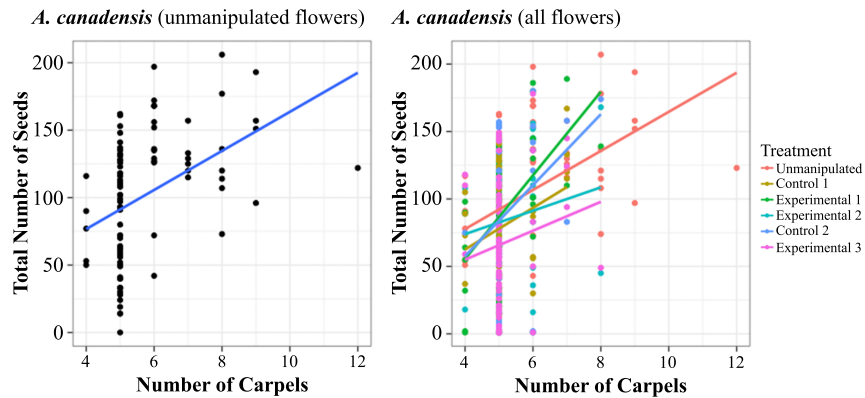 A. canadensis (unmanipulated flowers)
A. canadensis (all flowers)
Total Number of Seeds
200
150
100
50
0
4
6
8
10
12
Number of Carpels
Total Number of Seeds
200
150
100
50
0
4
6
8
10
12
Number of Carpels
Treatment
Unmanipulated
Control 1
Experimental 1
Experimental 2
Control 2
Experimental 3